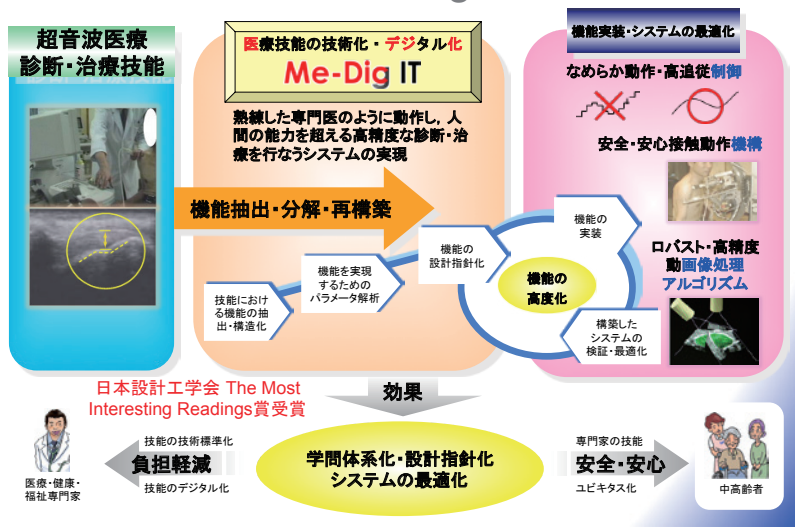 超音波医療
診断・治療技能
医療技能の技術化・デジタル化
Me-Dig IT
熟練した専門医のように動作し，人
間の能力を超える高精度な診断・治
療を行なうシステムの実現
機能抽出・分解・再構築
技能におけ
る機能の抽
出・構造化
機能を実現
するための
パラメータ解析
機能の
設計指針化
機能の
実装
機能の
高度化
構築した
システムの
検証・最適化
機能実装・システムの最適化
なめらか動作・高追従制御
安全・安心接触動作機構
ロバスト・高精度
動画像処理
アルゴリズム
日本設計工学会 The Most
Interesting Readings賞受賞
効果
医療・健康・
福祉専門家
技能の技術標準化
負担軽減
技能のデジタル化
学問体系化・設計指針化
システムの最適化
専門家の技能
安全・安心
ユビキタス化
中高齢者